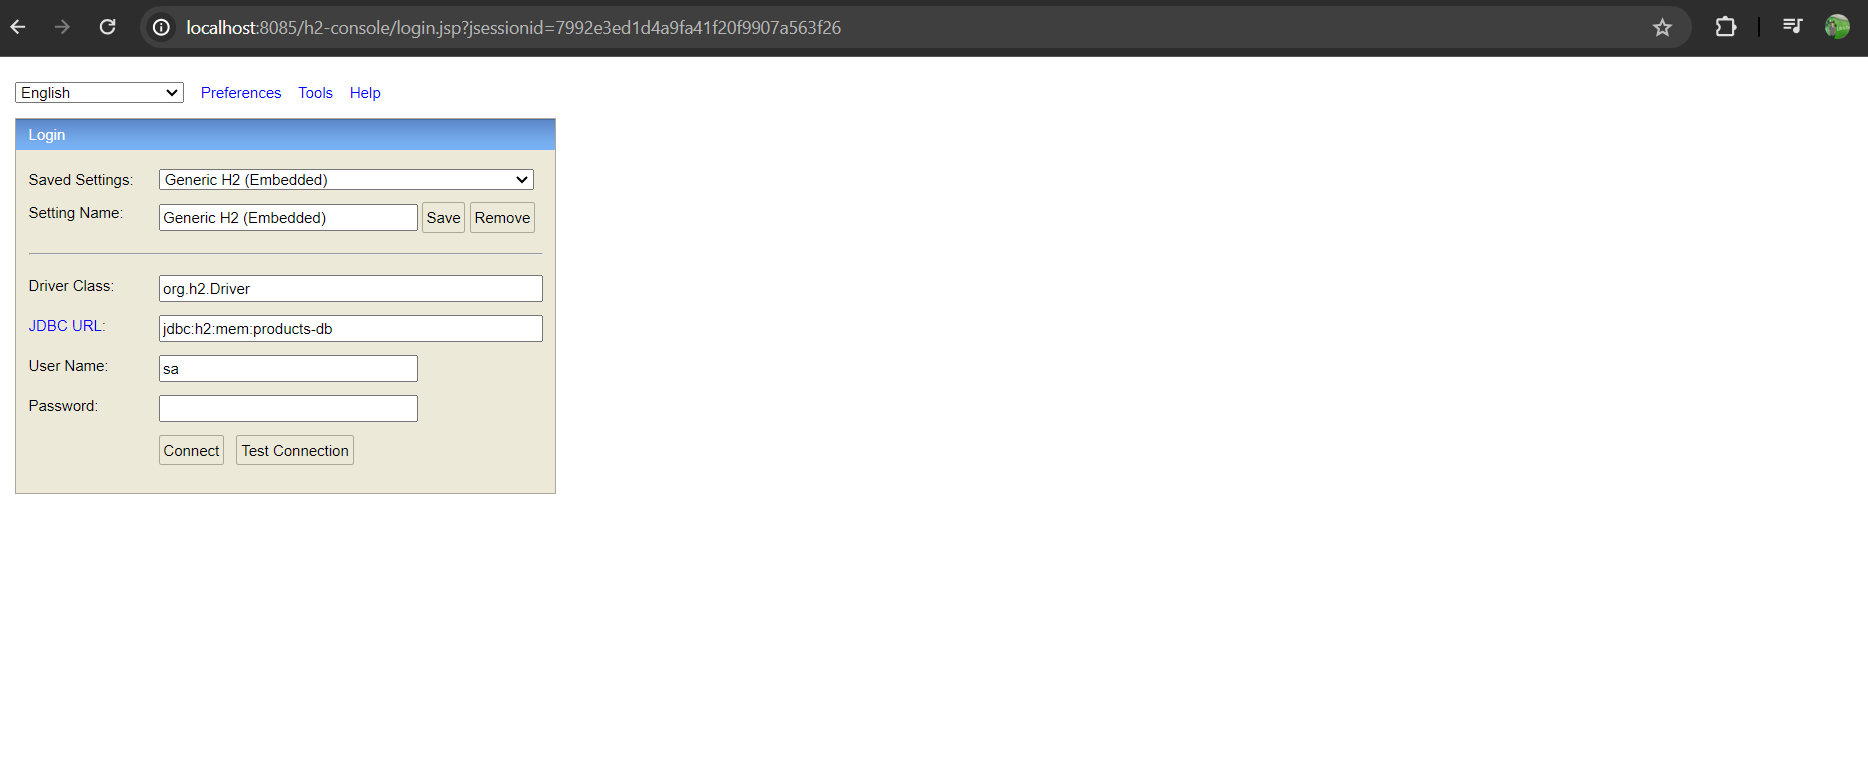 localhost:8085/h2-console/login.jsp?jsessionid=7992e3ed1d4a9fa41f20f9907a563f26
English Preferences Tools Help
Login
Saved Settings: Generic H2 (Embedded)
Setting Name: Generic H2 (Embedded) Save Remove
Driver Class: org.h2.Driver
JDBC URL: jdbc:h2:mem:products-db
User Name: sa
Password:
Connect Test Connection